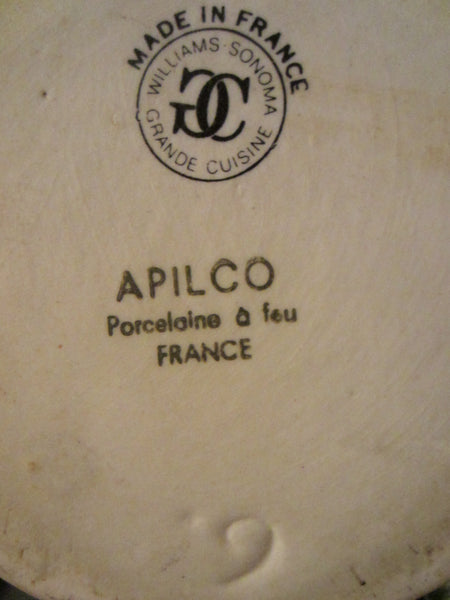 MADE IN FRANCE
WILLIAMS-SONOMA
GC
GRANDE CUISINE
APILCO
Porcelaine à feu
FRANCE